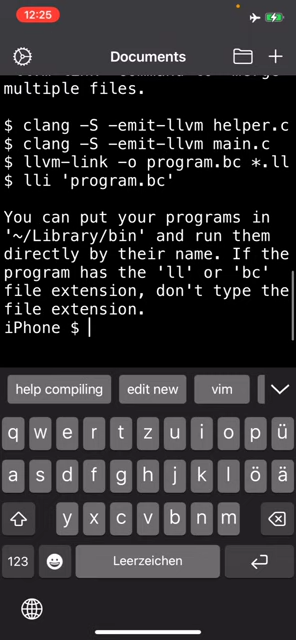 12:25
Documents
multiple files.
$ clang -S -emit-llvm helper.c
$ clang -S -emit-llvm main.c
$ llvm-link -o program.bc *.ll
$ lli 'program.bc'
You can put your programs in
'~/Library/bin' and run them
directly by their name. If the
program has the 'll' or 'bc'
file extension, don't type the
file extension.
iPhone $
help compiling edit new vim
q w e r t z u i o p ü
a s d f g h j k l ö ä
y x c v b n m
123 Leerzeichen